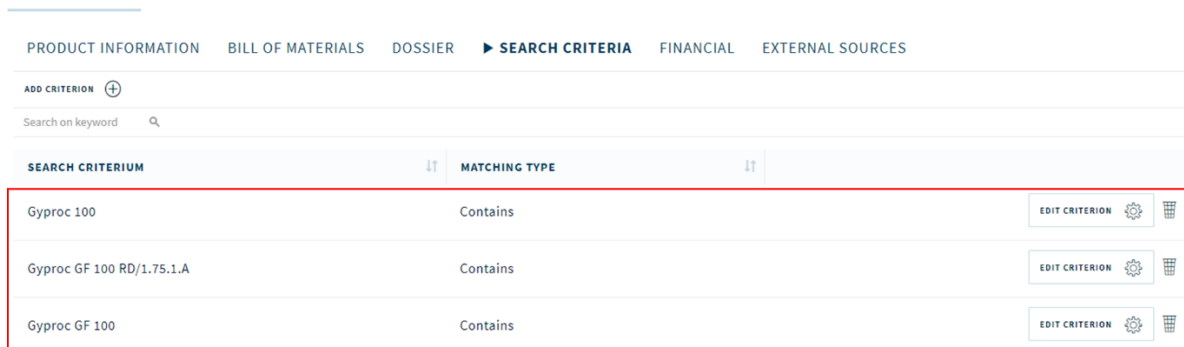 PRODUCT INFORMATION BILL OF MATERIALS DOSSIER SEARCH CRITERIA FINANCIAL EXTERNAL SOURCES
ADD CRITERION
Search on keyword
SEARCH CRITERIUM MATCHING TYPE
Gyproc 100 Contains EDIT CRITERION
Gyproc GF 100 RD/1.75.1.A Contains EDIT CRITERION
Gyproc GF 100 Contains EDIT CRITERION